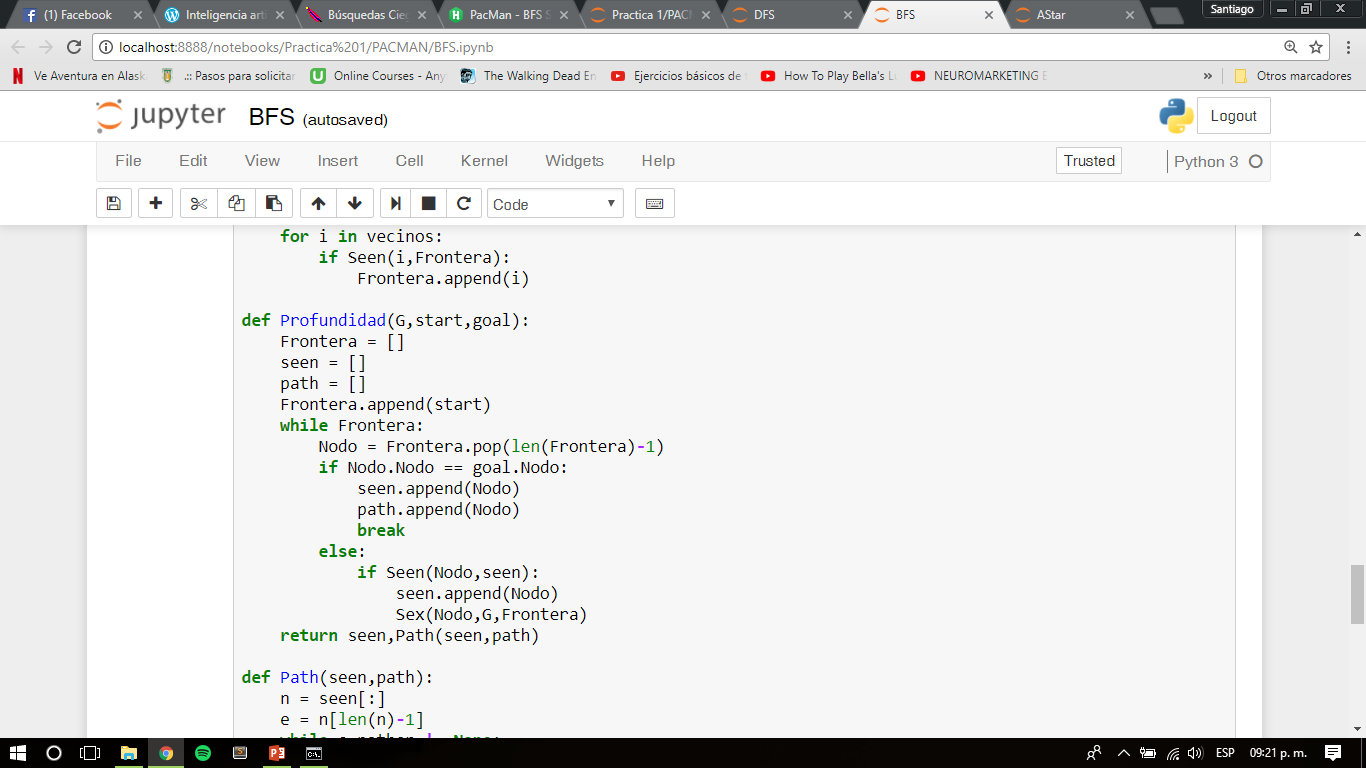 (1) Facebook
Inteligencia art
Búsquedas Cie
PacMan - BFS S
Practica 1/PACM
DFS
BFS
AStar
Santiago
localhost:8888/notebooks/Practica%201/PACMAN/BFS.ipynb
Ve Aventura en Alask
.:: Pasos para solicitar
Online Courses - Any
The Walking Dead En
Ejercicios básicos de
How To Play Bella's Lu
NEUROMARKETING E
»
Otros marcadores
jupyter BFS (autosaved)
Logout
File Edit View Insert Cell Kernel Widgets Help
Trusted
Python 3
Code
for i in vecinos:
if Seen(i,Frontera):
Frontera.append(i)
def Profundidad(G,start,goal):
Frontera = []
seen = []
path = []
Frontera.append(start)
while Frontera:
Nodo = Frontera.pop(len(Frontera)-1)
if Nodo.Nodo == goal.Nodo:
seen.append(Nodo)
path.append(Nodo)
break
else:
if Seen(Nodo,seen):
seen.append(Nodo)
Sex(Nodo,G,Frontera)
return seen,Path(seen,path)
def Path(seen,path):
n = seen[:]
e = n[len(n)-1]
ESP 09:21 p. m.